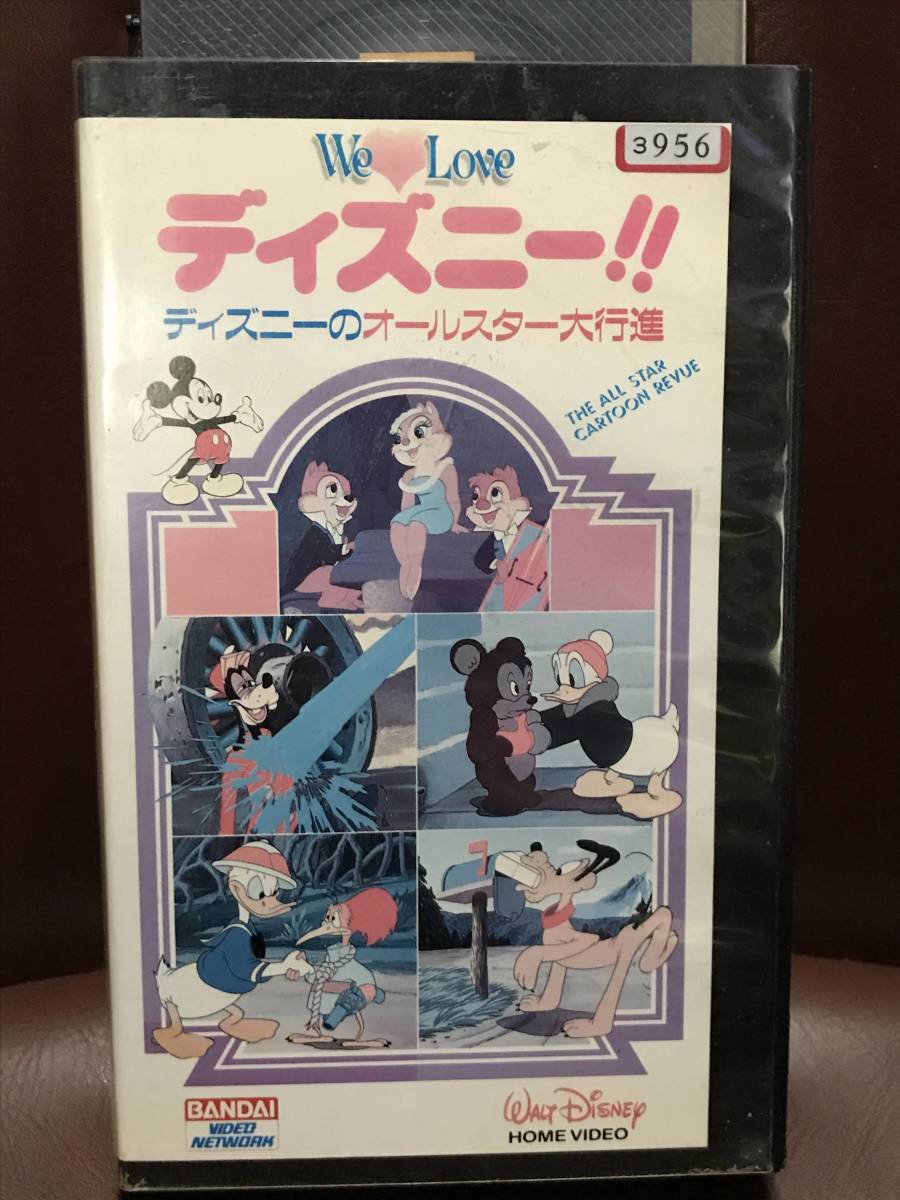 We Love
3956
ディズニー!!
ディズニーのオールスター大行進
THE ALL STAR
CARTOON REVUE
BANDAI
VIDEO
NETWORK
WALT DISNEY
HOME VIDEO